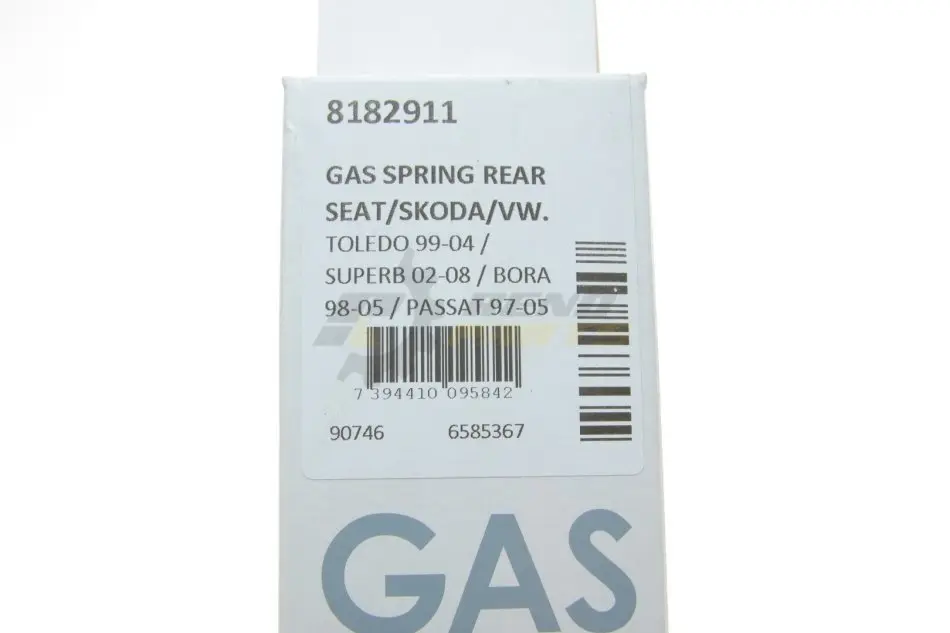 8182911
GAS SPRING REAR
SEAT/SKODA/VW.
TOLEDO 99-04 /
SUPERB 02-08 / BORA
98-05 / PASSAT 97-05
7 394410 095842
90746 6585367
GAS